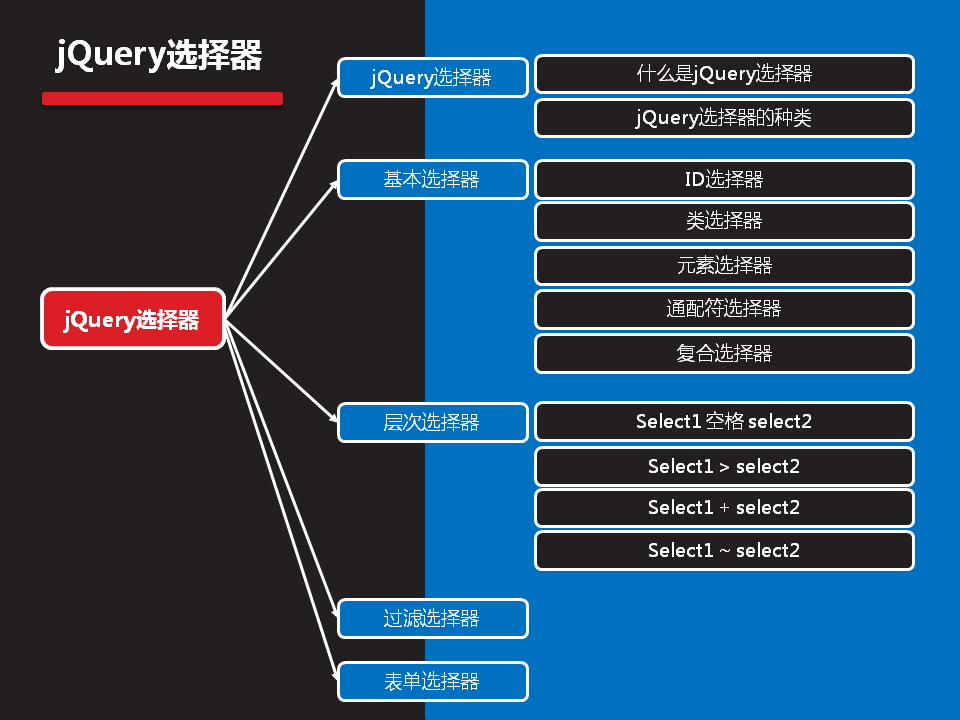 jQuery选择器
jQuery选择器
jQuery选择器
什么是jQuery选择器
jQuery选择器的种类
基本选择器
ID选择器
类选择器
元素选择器
通配符选择器
复合选择器
层次选择器
Select1 空格 select2
Select1 > select2
Select1 + select2
Select1 ~ select2
过滤选择器
表单选择器